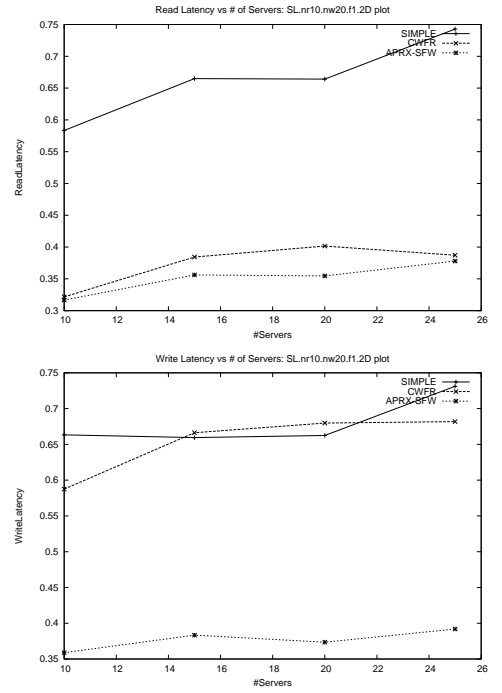 Read Latency vs # of Servers: SL.nr10.nw20.f1.2D plot
0.75
0.7
0.65
0.6
0.55
0.5
0.45
0.4
0.35
0.3
ReadLatency
SIMPLE
CWFR
APRX-SFW
10 12 14 16 18 20 22 24 26
#Servers
Write Latency vs # of Servers: SL.nr10.nw20.f1.2D plot
0.75
0.7
0.65
0.6
0.55
0.5
0.45
0.4
0.35
WriteLatency
SIMPLE
CWFR
APRX-SFW
10 12 14 16 18 20 22 24 26
#Servers